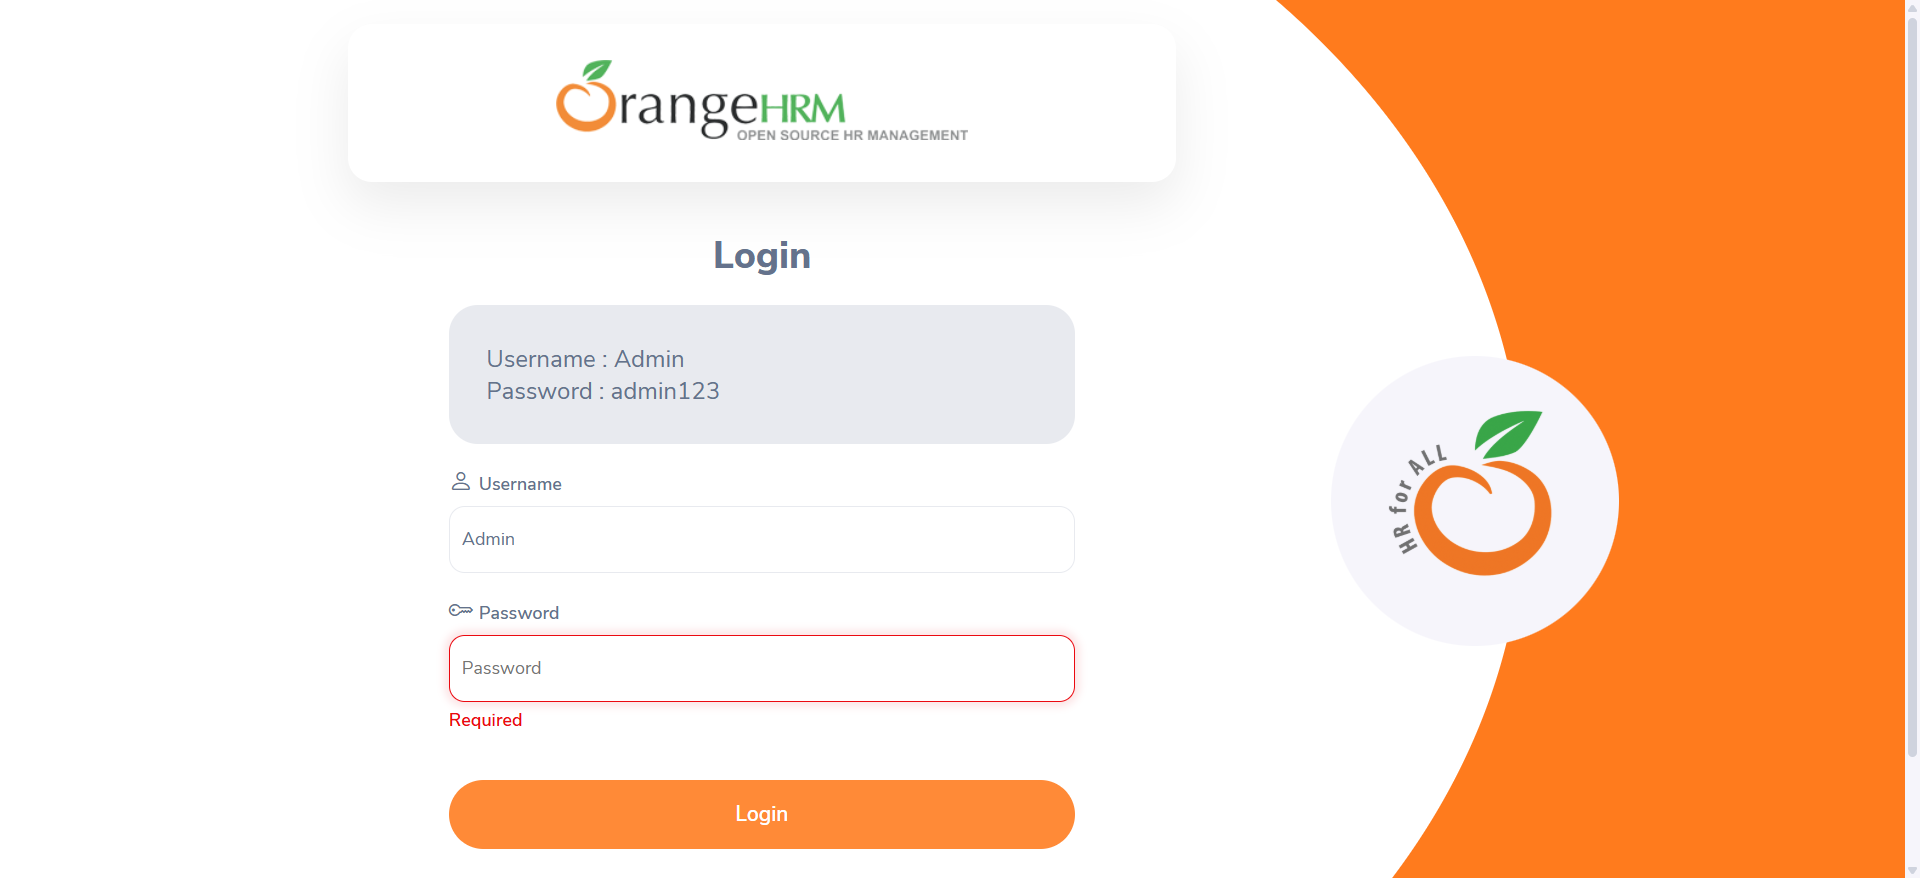 OrangeHRM
OPEN SOURCE HR MANAGEMENT
Login
Username : Admin
Password : admin123
Username
Admin
Password
Password
Required
Login
HR for ALL